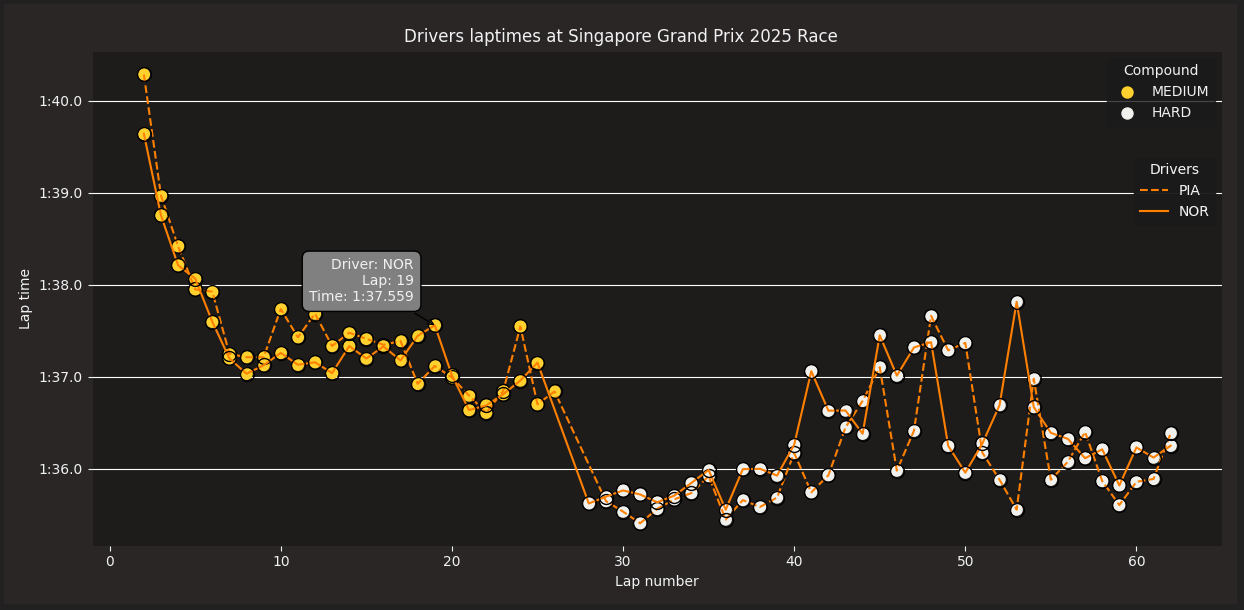 Drivers laptimes at Singapore Grand Prix 2025 Race
Compound
MEDIUM
HARD
Drivers
PIA
NOR
Driver: NOR
Lap: 19
Time: 1:37.559
Lap time
1:40.0
1:39.0
1:38.0
1:37.0
1:36.0
0 10 20 30 40 50 60
Lap number